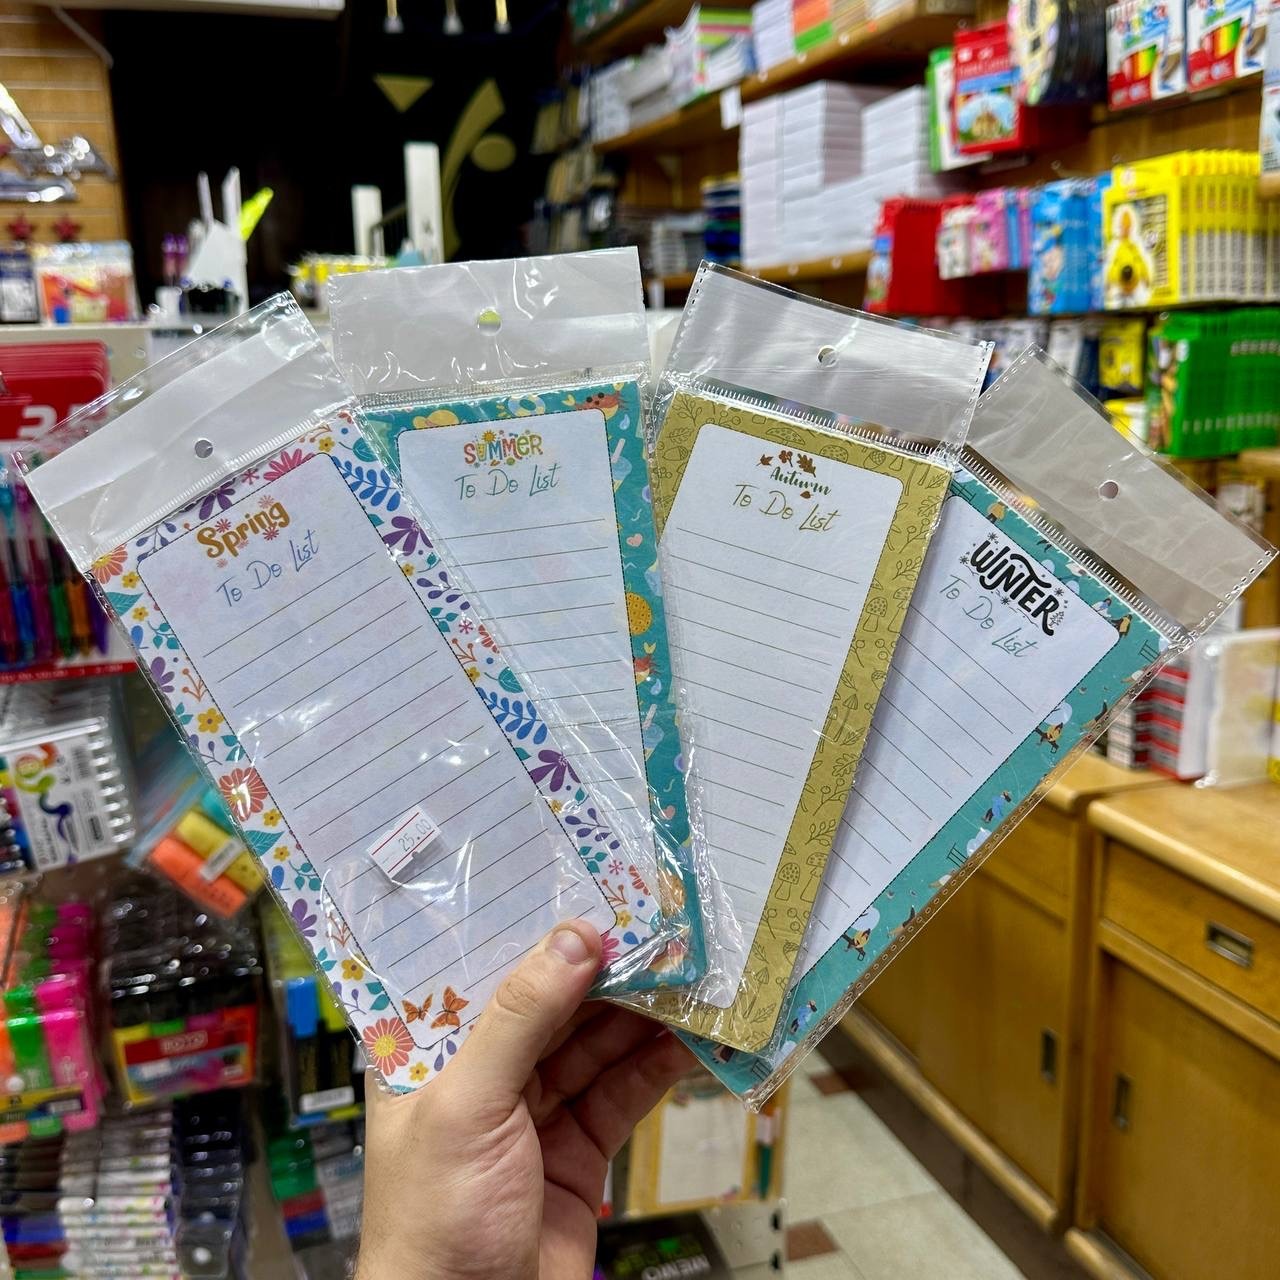 Spring
To Do List
25.00
SUMMER
To Do List
Autumn
To Do List
WINTER
To Do List